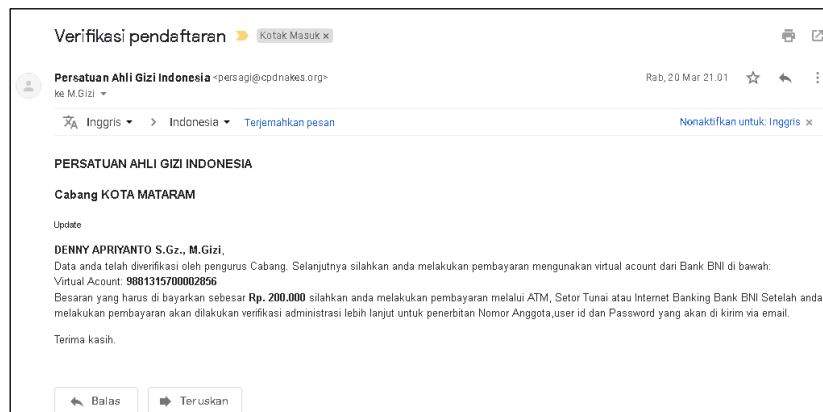 Verifikasi pendaftaran Kotak Masuk ×
Persatuan Ahli Gizi Indonesia <persagi@cpdnakes.org> Rab, 20 Mar 21.01
ke M.Gizi
Inggris > Indonesia Terjemahkan pesan Nonaktifkan untuk: Inggris ×
PERSATUAN AHLI GIZI INDONESIA
Cabang KOTA MATARAM
Update
DENNY APRIYANTO S.Gz., M.Gizi,
Data anda telah diverifikasi oleh pengurus Cabang. Selanjutnya silahkan anda melakukan pembayaran mengunakan virtual acount dari Bank BNI di bawah:
Virtual Acount: 9881315700002856
Besaran yang harus di bayarkan sebesar Rp. 200.000 silahkan anda melakukan pembayaran melalui ATM, Setor Tunai atau Internet Banking Bank BNI Setelah anda
melakukan pembayaran akan dilakukan verifikasi administrasi lebih lanjut untuk penerbitan Nomor Anggota,user id dan Password yang akan di kirim via email.
Terima kasih.
Balas Teruskan